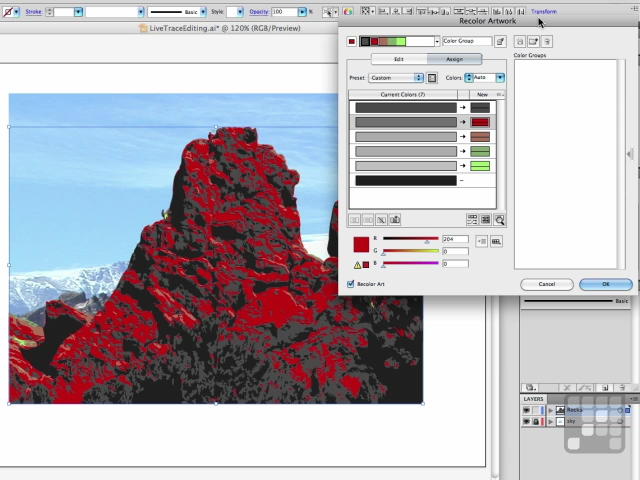 Stroke: Basic Style: Opacity: 100 % Transform
LiveTraceEditing.ai* @ 120% (RGB/Preview)
Recolor Artwork
Color Group
Edit Assign
Color Groups
Preset: Custom Colors: Auto
Current Colors (7) New
R 204
G 0
B 0
Recolor Art
Cancel OK
Basic
LAYERS
Rocks
sky